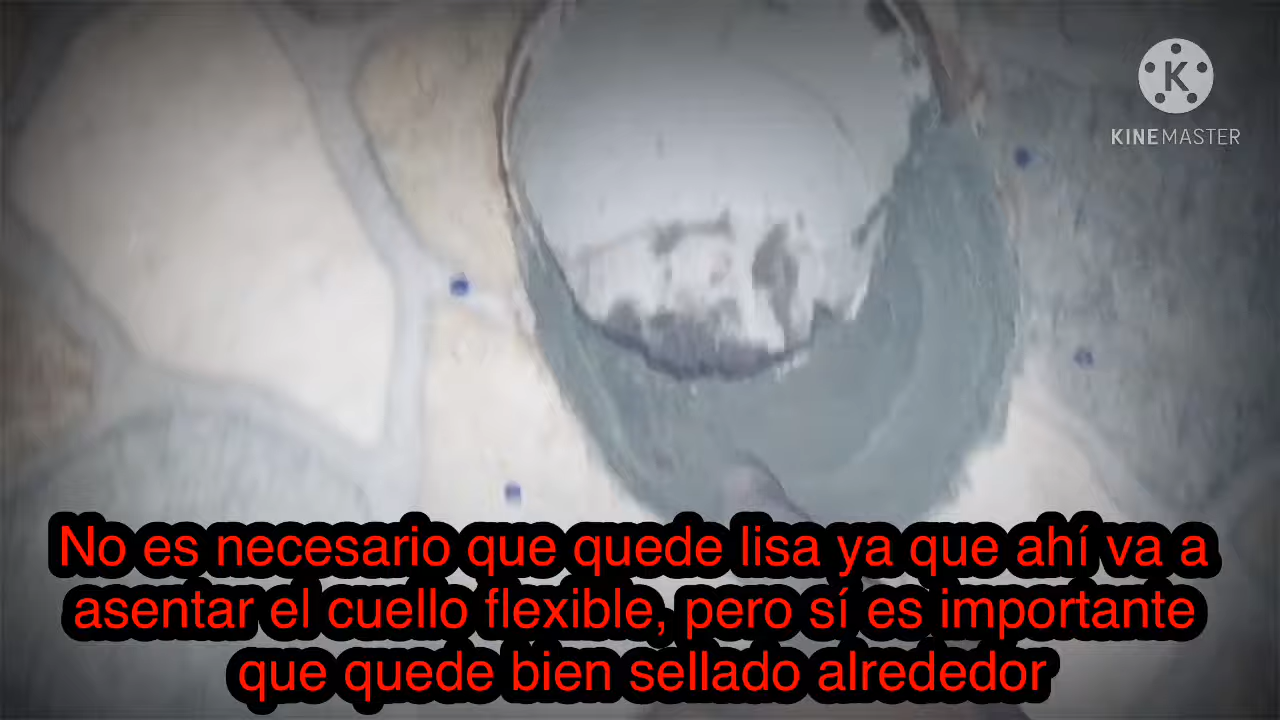 K
KINEMASTER
No es necesario que quede lisa ya que ahí va a
asentar el cuello flexible, pero sí es importante
que quede bien sellado alrededor